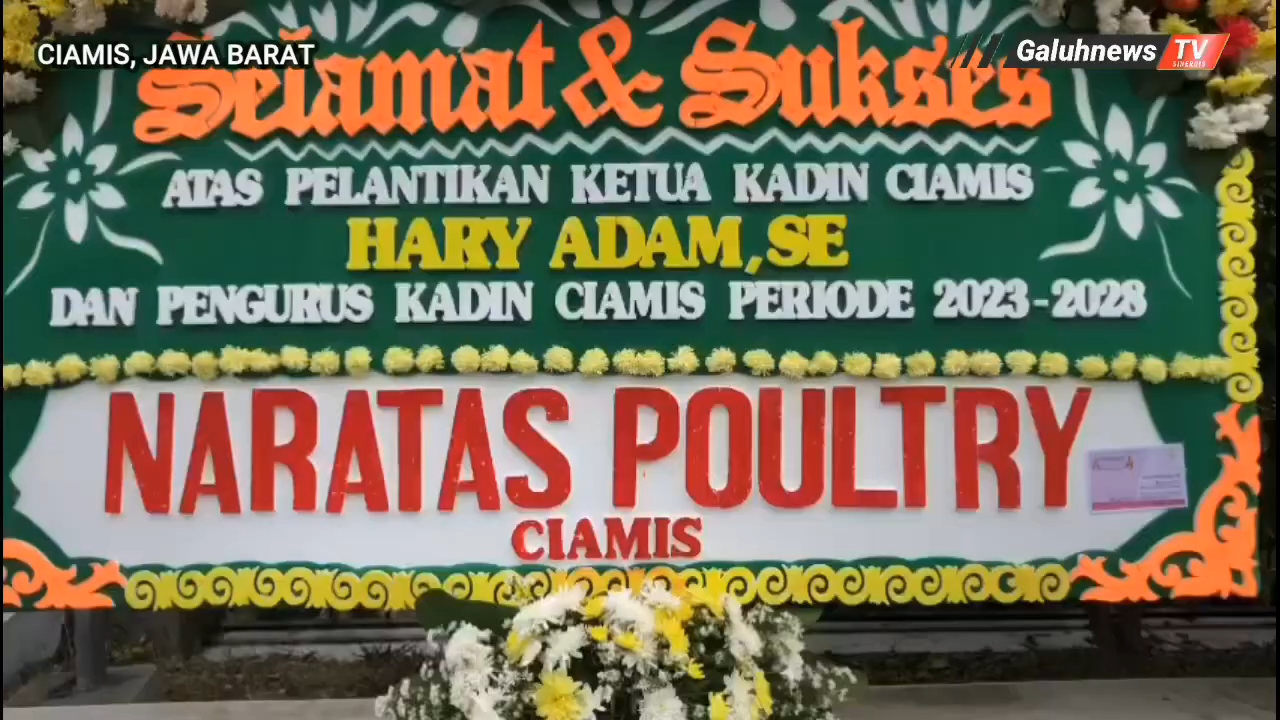 CIAMIS, JAWA BARAT
Galuhnews TV
SINERGIS
Selamat & Sukses
ATAS PELANTIKAN KETUA KADIN CIAMIS
HARY ADAM, SE
DAN PENGURUS KADIN CIAMIS PERIODE 2023-2028
NARATAS POULTRY
CIAMIS